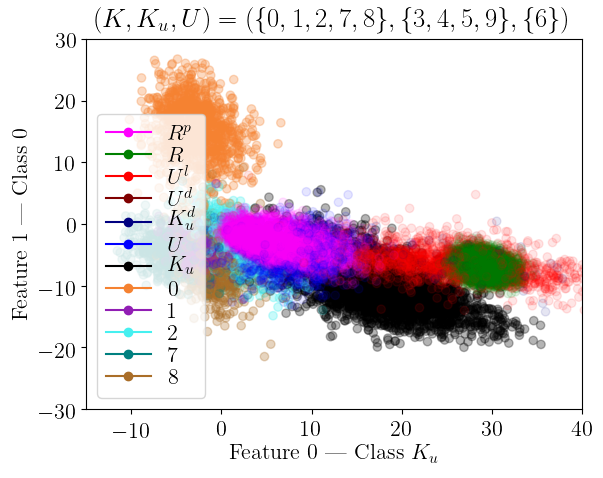 (K, K_u, U) = ({0, 1, 2, 7, 8}, {3, 4, 5, 9}, {6})
30
20
10
0
−10
−20
−30
Feature 1 — Class 0
R^p
R
U^l
U^d
K_u^d
U
K_u
0
1
2
7
8
−10 0 10 20 30 40
Feature 0 — Class K_u